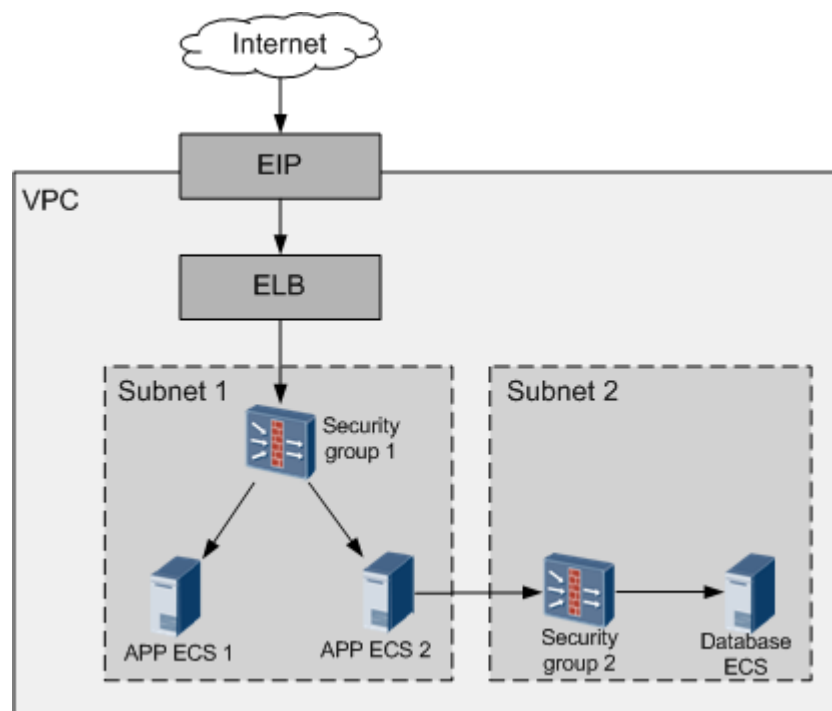 Internet
EIP
VPC
ELB
Subnet 1
Subnet 2
Security
group 1
APP ECS 1
APP ECS 2
Security
group 2
Database
ECS